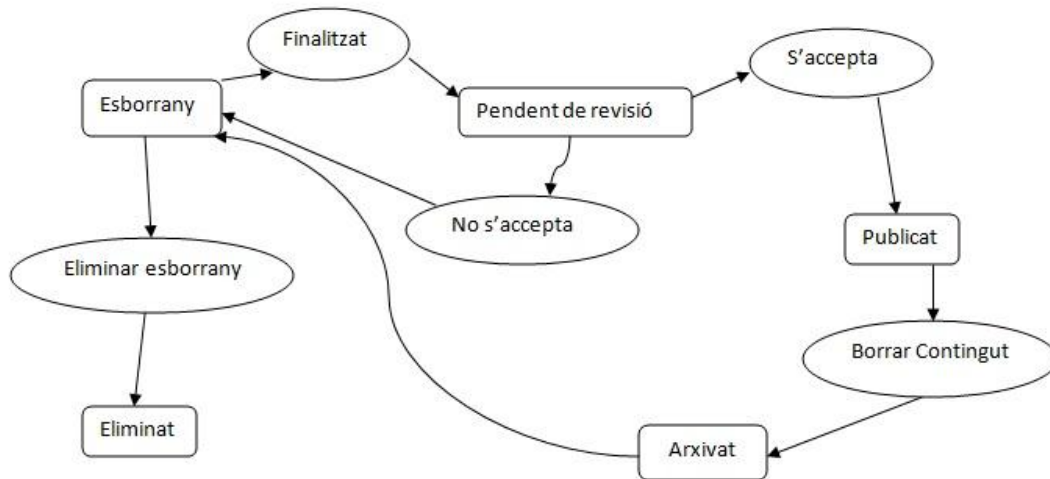 Finalitzat
S'accepta
Esborrany
Pendent de revisió
No s'accepta
Publicat
Eliminar esborrany
Borrar Contingut
Eliminat
Arxivat